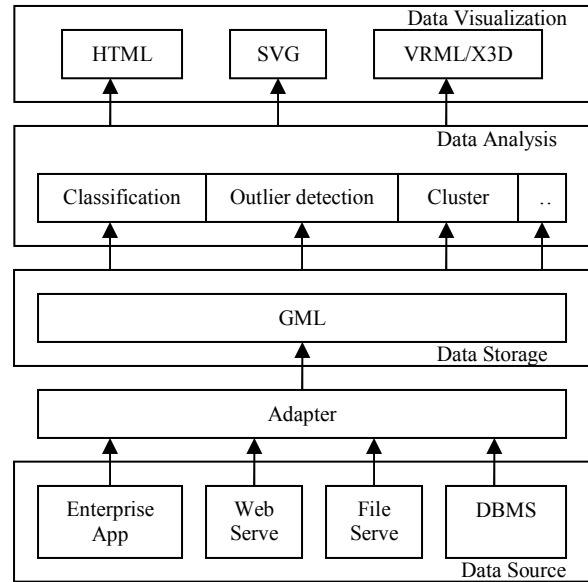 Data Visualization
HTML
SVG
VRML/X3D
Data Analysis
Classification
Outlier detection
Cluster
..
GML
Data Storage
Adapter
Enterprise
App
Web
Serve
File
Serve
DBMS
Data Source